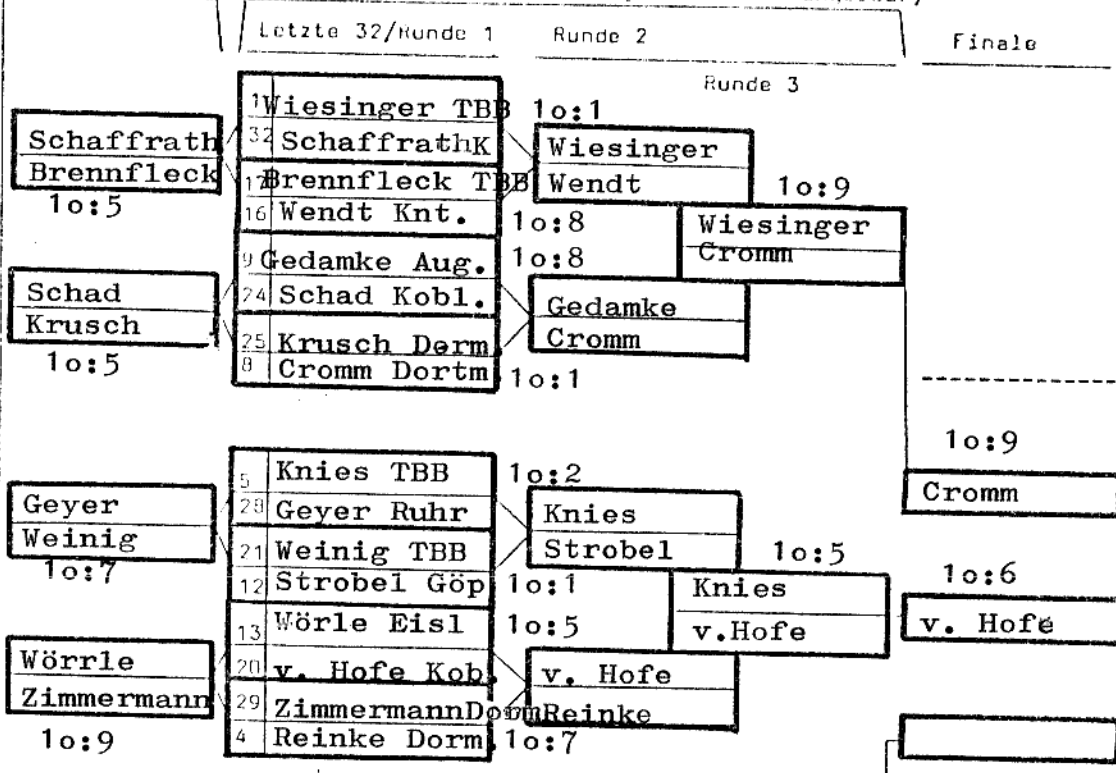 Letzte 32/Runde 1 Runde 2
Finale
Runde 3
1 Wiesinger TBB 1o:1
32 SchaffrathK
Schaffrath
Brennfleck
1o:5
17 Brennfleck TBB
16 Wendt Knt. 1o:8
Wiesinger
Wendt 1o:9
Wiesinger
Cromm
9 Gedamke Aug. 1o:8
24 Schad Kobl.
Schad
Krusch
1o:5
25 Krusch Derm.
8 Cromm Dortm 1o:1
Gedamke
Cromm
1o:9
Cromm
5 Knies TBB 1o:2
28 Geyer Ruhr
Geyer
Weinig
1o:7
21 Weinig TBB
12 Strobel Göp 1o:1
Knies
Strobel 1o:5
Knies
v.Hofe
1o:6
v. Hofe
13 Wörle Eisl 1o:5
20 v. Hofe Kob.
Wörrle
Zimmermann
1o:9
29 ZimmermannDorm
4 Reinke Dorm. 1o:7
v. Hofe
Reinke